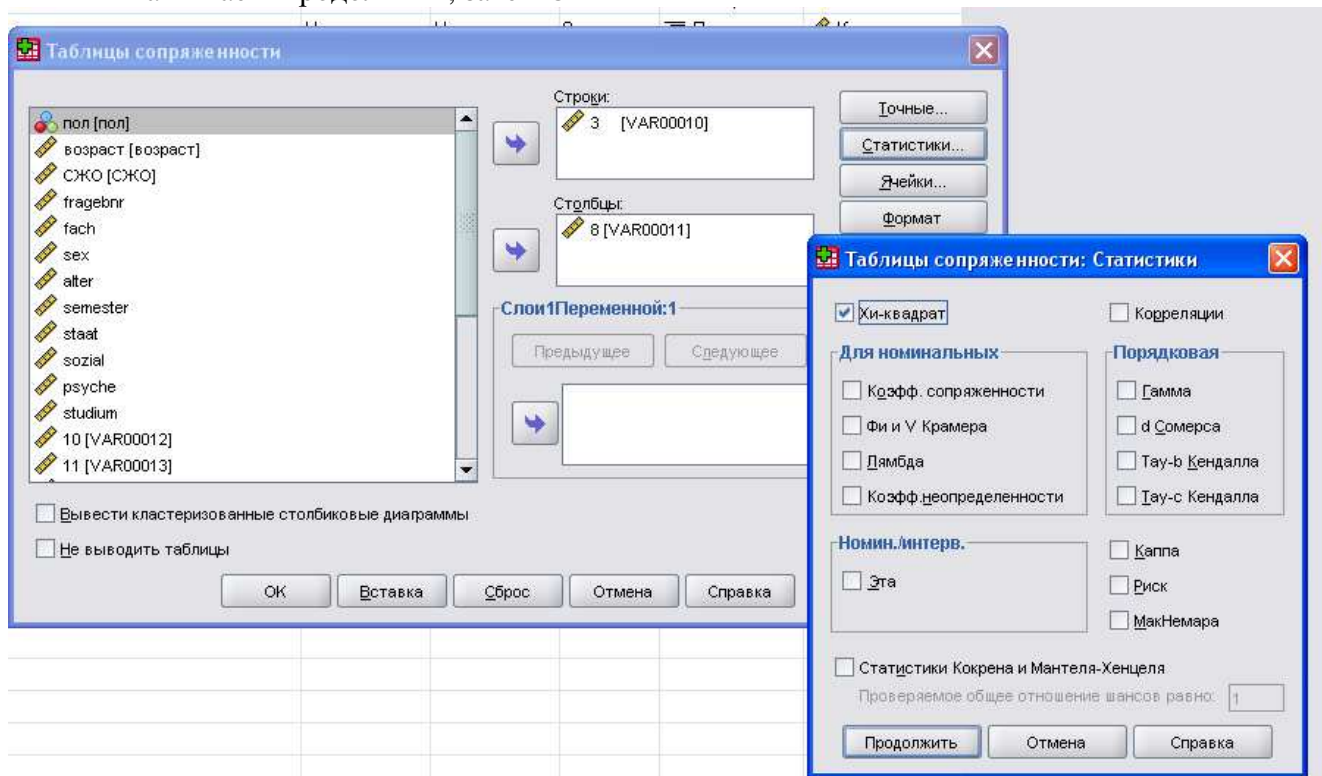 Таблицы сопряженности
пол [пол]
возраст [возраст]
СЖО [СЖО]
fragebnr
fach
sex
alter
semester
staat
sozial
psyche
studium
10 [VAR00012]
11 [VAR00013]
Строки:
3 [VAR00010]
Столбцы:
8 [VAR00011]
Слои1Переменной:1
Предыдущее
Следующее
Точные...
Статистики...
Ячейки...
Формат
Вывести кластеризованные столбиковые диаграммы
Не выводить таблицы
ОК
Вставка
Сброс
Отмена
Справка
Таблицы сопряженности: Статистики
Хи-квадрат
Корреляции
Для номинальных
Коэфф. сопряженности
Фи и V Крамера
Лямбда
Коэфф.неопределенности
Порядковая
Гамма
d Сомерса
Тау-b Кендалла
Тау-c Кендалла
Номин./интерв.
Эта
Каппа
Риск
МакНемара
Статистики Кокрена и Мантеля-Хенцеля
Проверяемое общее отношение шансов равно:
1
Продолжить
Отмена
Справка